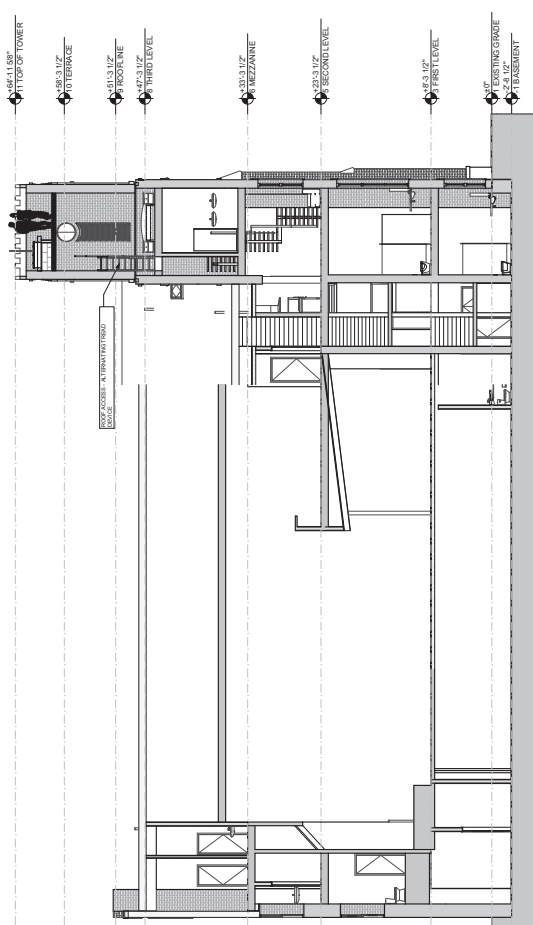 +64'-11 5/8"
11 TOP OF TOWER
+58'-3 1/2"
10 TERRACE
+51'-3 1/2"
9 ROOFLINE
+47'-3 1/2"
8 THIRD LEVEL
+33'-3 1/2"
6 MEZZANINE
+23'-3 1/2"
5 SECOND LEVEL
+8'-3 1/2"
3 FIRST LEVEL
±0"
1 EXISTING GRADE
-2'-8 1/2"
-1 BASEMENT
ROOF ACCESS - ALTERNATING TREAD
DEVICE